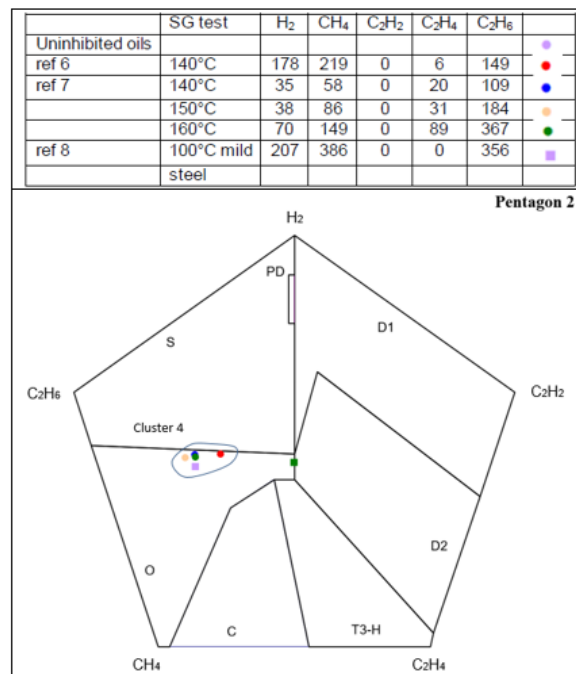 SG test H₂ CH₄ C₂H₂ C₂H₄ C₂H₆
Uninhibited oils
ref 6 140°C 178 219 0 6 149
ref 7 140°C 35 58 0 20 109
150°C 38 86 0 31 184
160°C 70 149 89 367
ref 8 100°C mild 207 386 0 0 356
steel
Pentagon 2
H₂
PD
D1
S
C2H₆
C2H₂
Cluster 4
D2
O
C
T3-H
CH₄
C2H₄